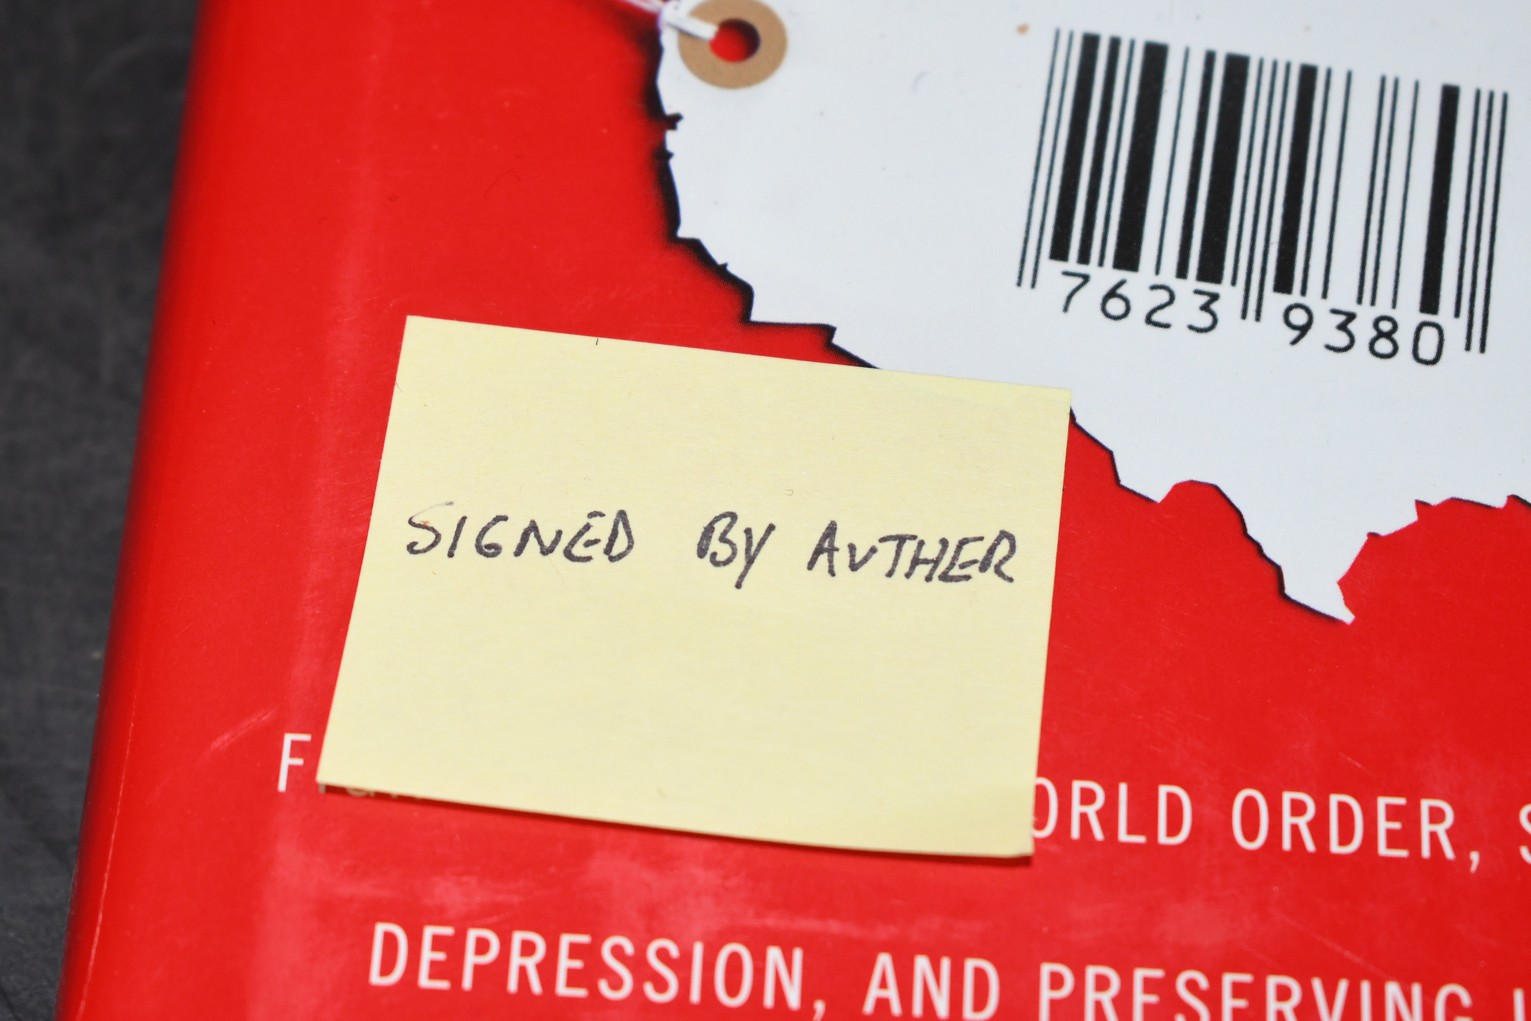 7623 9380
SIGNED BY AUTHER
ORLD ORDER,
DEPRESSION, AND PRESERVING